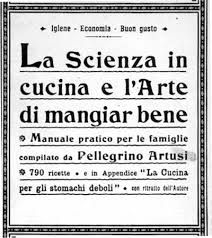 Igiene - Economia - Buon gusto
La Scienza in
cucina e l'Arte
di mangiar bene
Manuale pratico per le famiglie
compilato da Pellegrino Artusi
790 ricette e in Appendice "La Cucina
per gli stomachi deboli" con ritratto dell'Autore